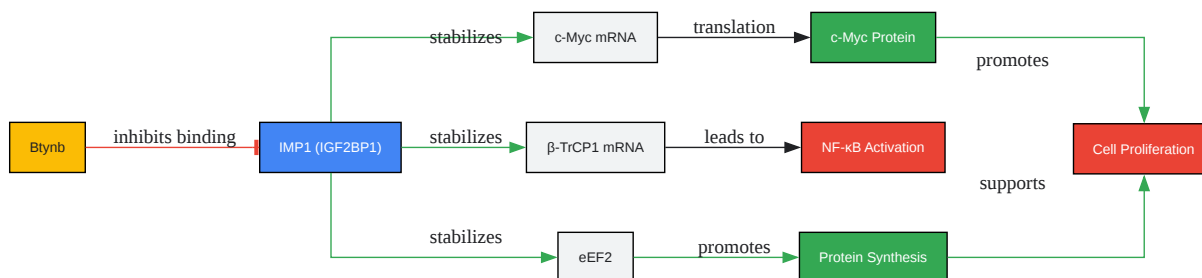 stabilizes
c-Myc mRNA
translation
c-Myc Protein
promotes
Btynb
inhibits binding
IMP1 (IGF2BP1)
stabilizes
β-TrCP1 mRNA
leads to
NF-κB Activation
Cell Proliferation
supports
stabilizes
eEF2
promotes
Protein Synthesis